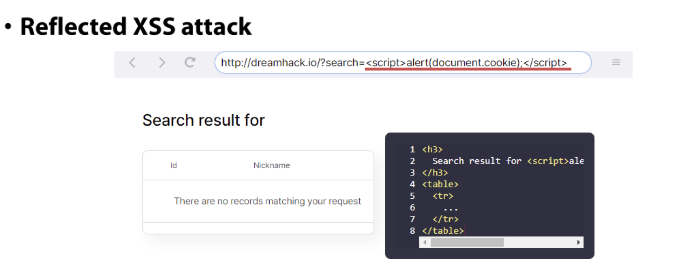 • Reflected XSS attack
http://dreamhack.io/?search=<script>alert(document.cookie);</script>
Search result for
Id Nickname
There are no records matching your request
1 <h3>
2 Search result for <script>ale
3 </h3>
4 <table>
5 <tr>
6 ...
7 </tr>
8 </table>